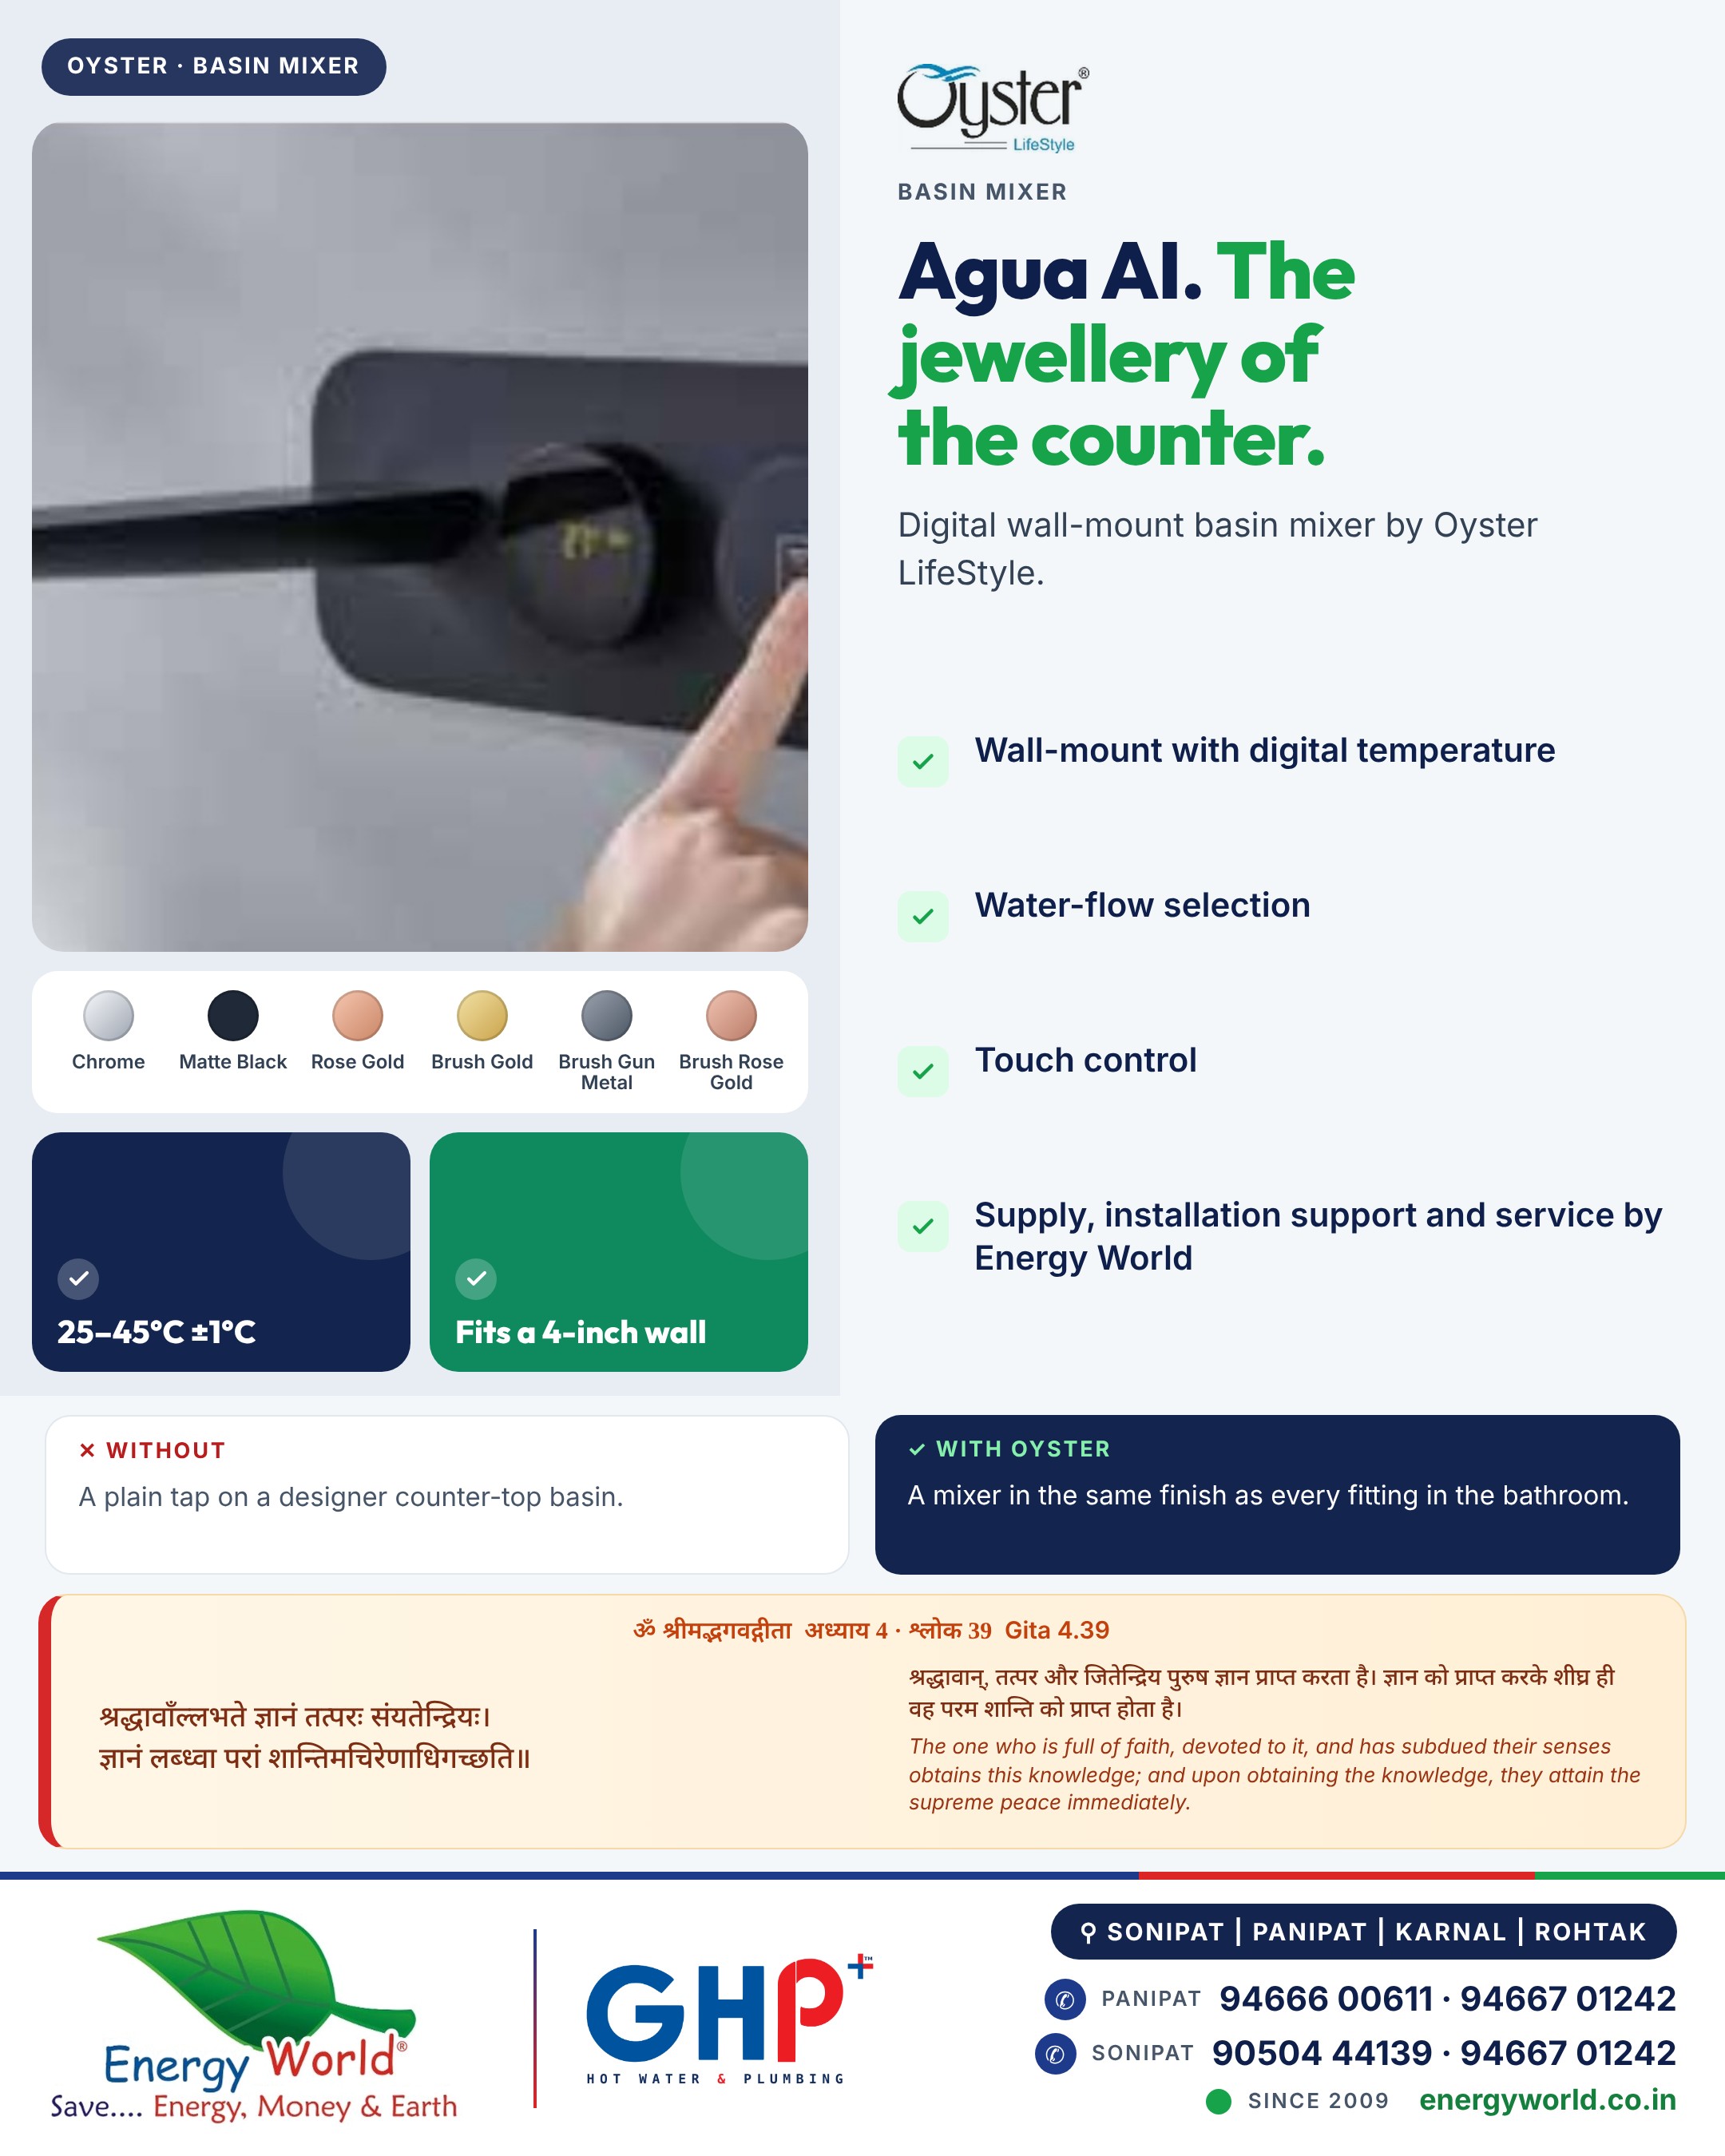 OYSTER · BASIN MIXER
Oyster®
LifeStyle
BASIN MIXER
Agua AI. The
jewellery of
the counter.
Digital wall-mount basin mixer by Oyster
LifeStyle.
Wall-mount with digital temperature
Water-flow selection
Touch control
Supply, installation support and service by
Energy World
Chrome
Matte Black
Rose Gold
Brush Gold
Brush Gun
Metal
Brush Rose
Gold
25–45°C ±1°C
Fits a 4-inch wall
✕ WITHOUT
A plain tap on a designer counter-top basin.
✓ WITH OYSTER
A mixer in the same finish as every fitting in the bathroom.
ॐ श्रीमद्भगवद्गीता अध्याय 4 · श्लोक 39 Gita 4.39
श्रद्धावाँल्लभते ज्ञानं तत्परः संयतेन्द्रियः।
ज्ञानं लब्ध्वा परां शान्तिमचिरेणाधिगच्छति॥
श्रद्धावान्, तत्पर और जितेन्द्रिय पुरुष ज्ञान प्राप्त करता है। ज्ञान को प्राप्त करके शीघ्र ही
वह परम शान्ति को प्राप्त होता है।
The one who is full of faith, devoted to it, and has subdued their senses
obtains this knowledge; and upon obtaining the knowledge, they attain the
supreme peace immediately.
Energy World®
Save.... Energy, Money & Earth
GHP+™
HOT WATER & PLUMBING
SONIPAT | PANIPAT | KARNAL | ROHTAK
PANIPAT 94666 00611 · 94667 01242
SONIPAT 90504 44139 · 94667 01242
SINCE 2009 energyworld.co.in